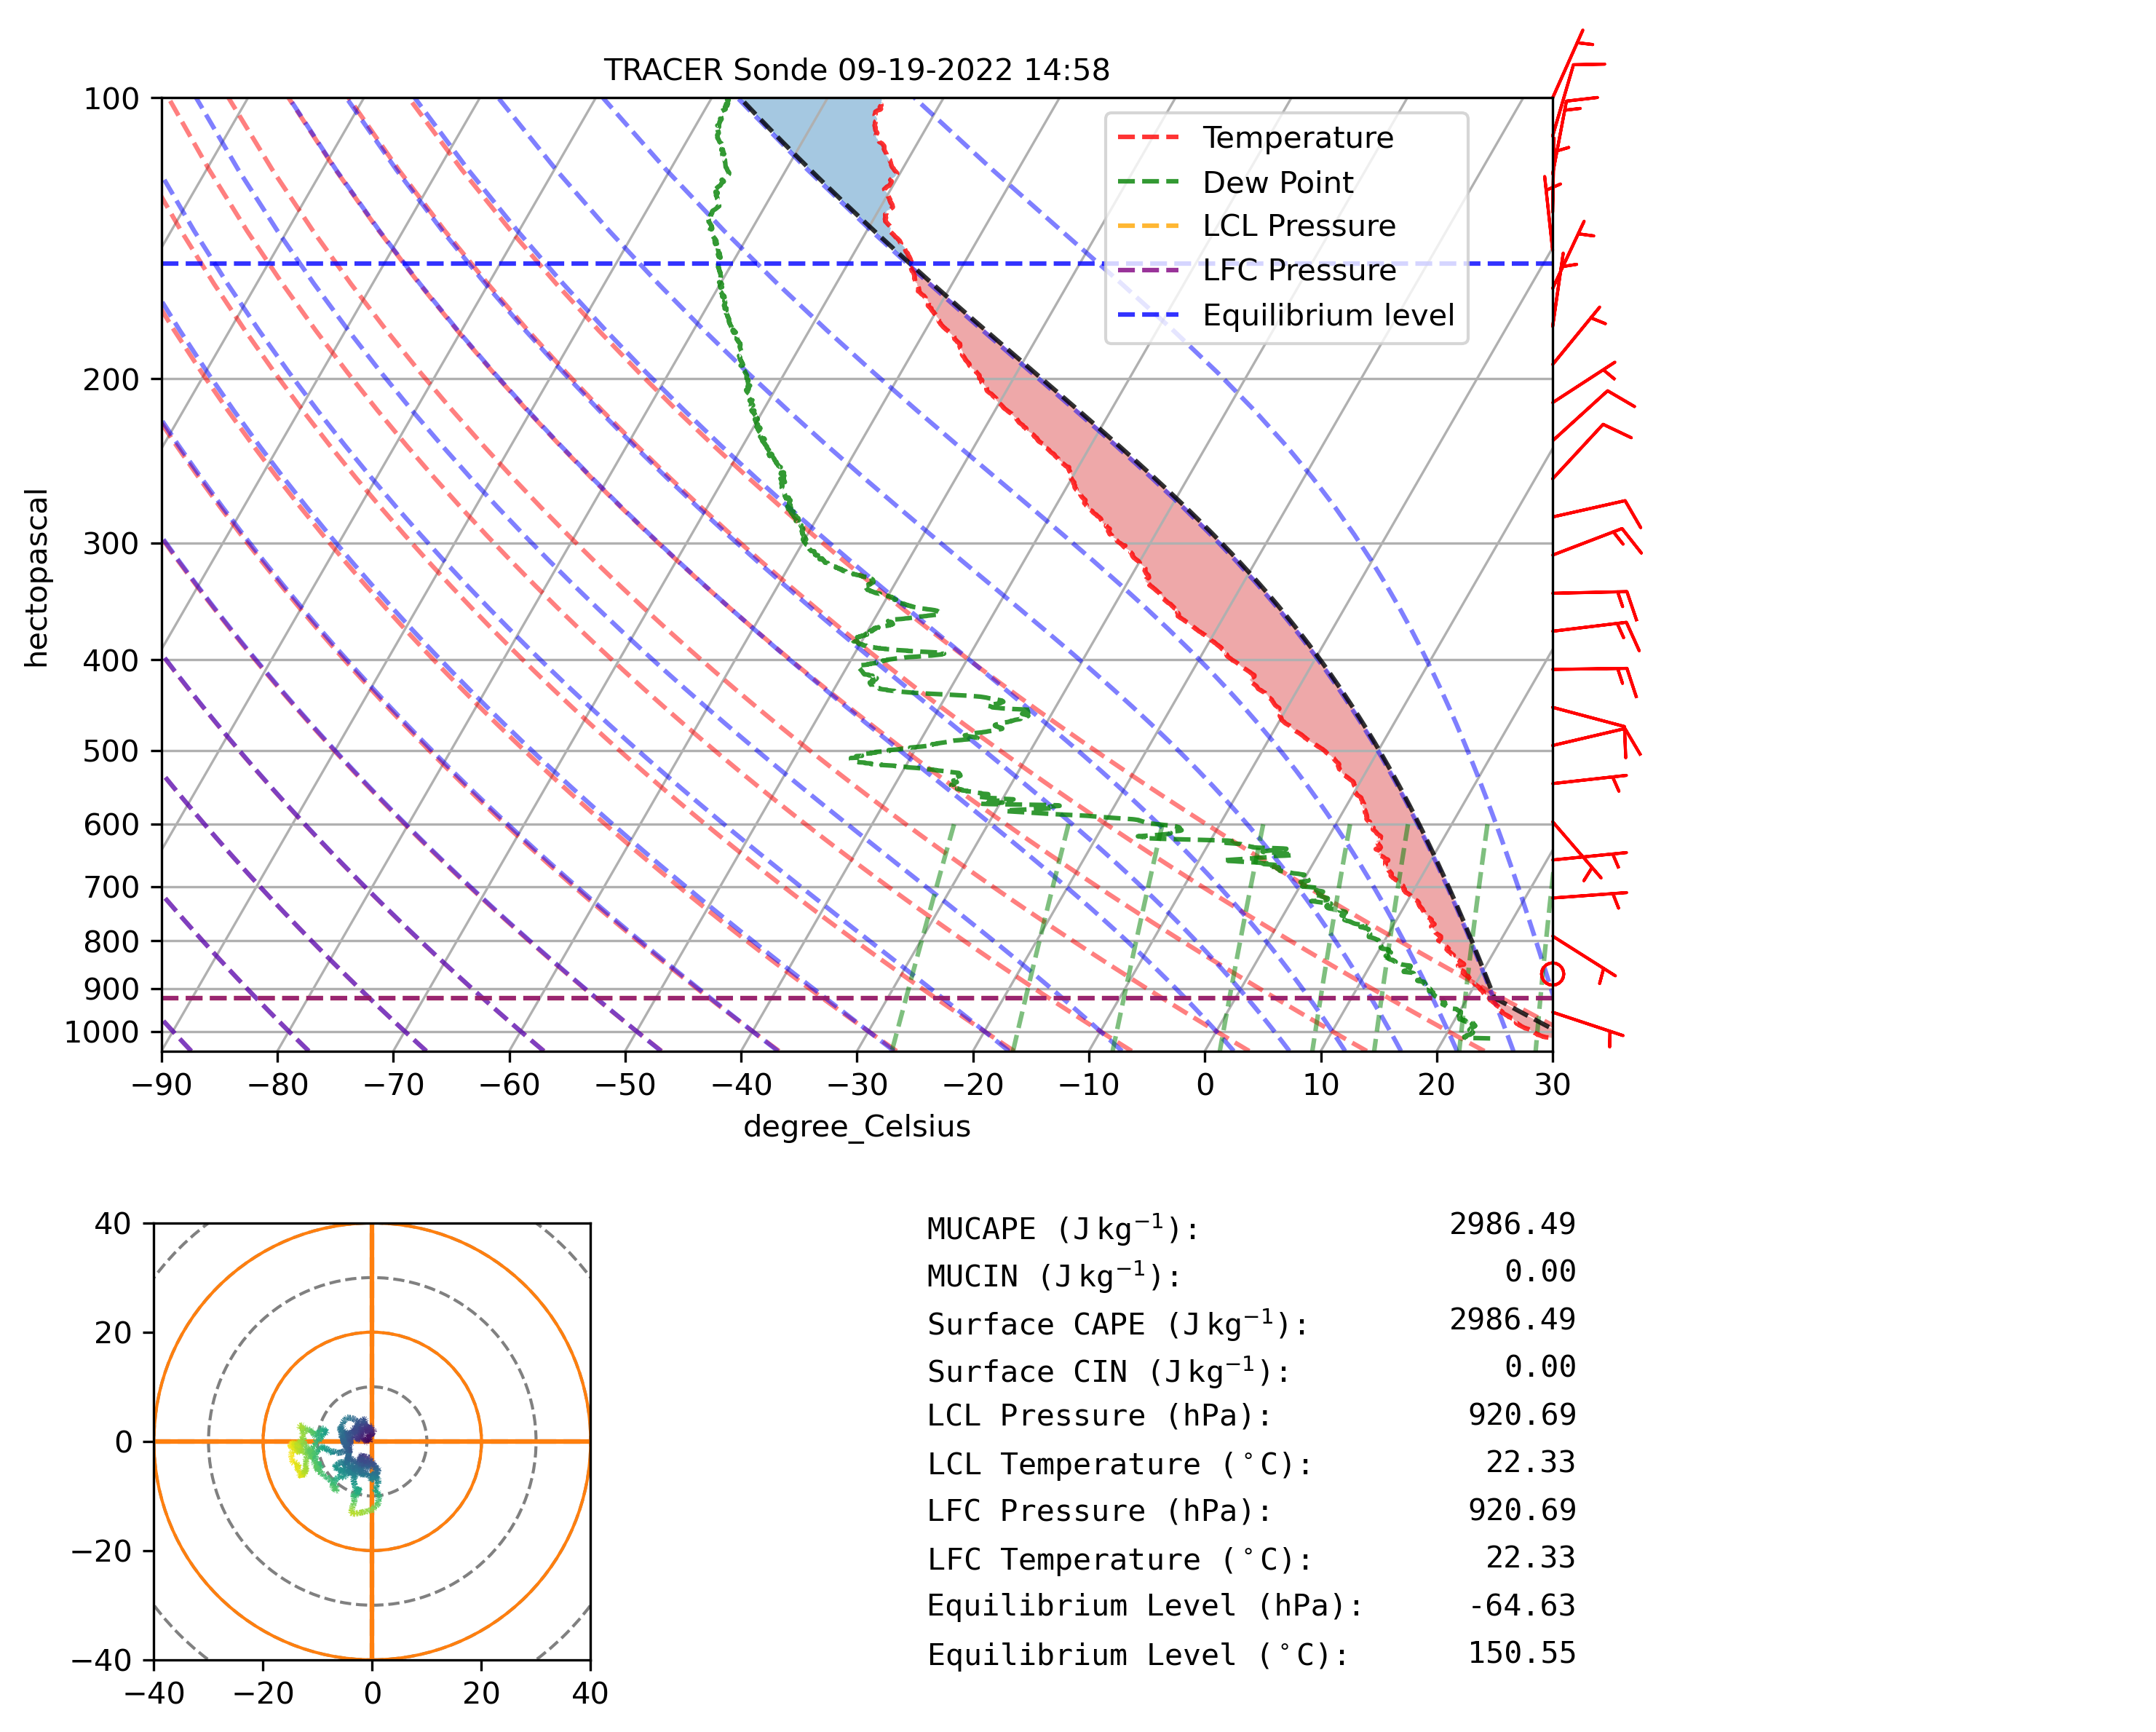 TRACER Sonde 09-19-2022 14:58
100
200
300
400
500
600
700
800
900
1000
hectopascal
Temperature
Dew Point
LCL Pressure
LFC Pressure
Equilibrium level
−90 −80 −70 −60 −50 −40 −30 −20 −10 0 10 20 30
degree_Celsius
40
20
0
−20
−40
−40 −20 0 20 40
MUCAPE (J kg⁻¹): 2986.49
MUCIN (J kg⁻¹): 0.00
Surface CAPE (J kg⁻¹): 2986.49
Surface CIN (J kg⁻¹): 0.00
LCL Pressure (hPa): 920.69
LCL Temperature (°C): 22.33
LFC Pressure (hPa): 920.69
LFC Temperature (°C): 22.33
Equilibrium Level (hPa): -64.63
Equilibrium Level (°C): 150.55